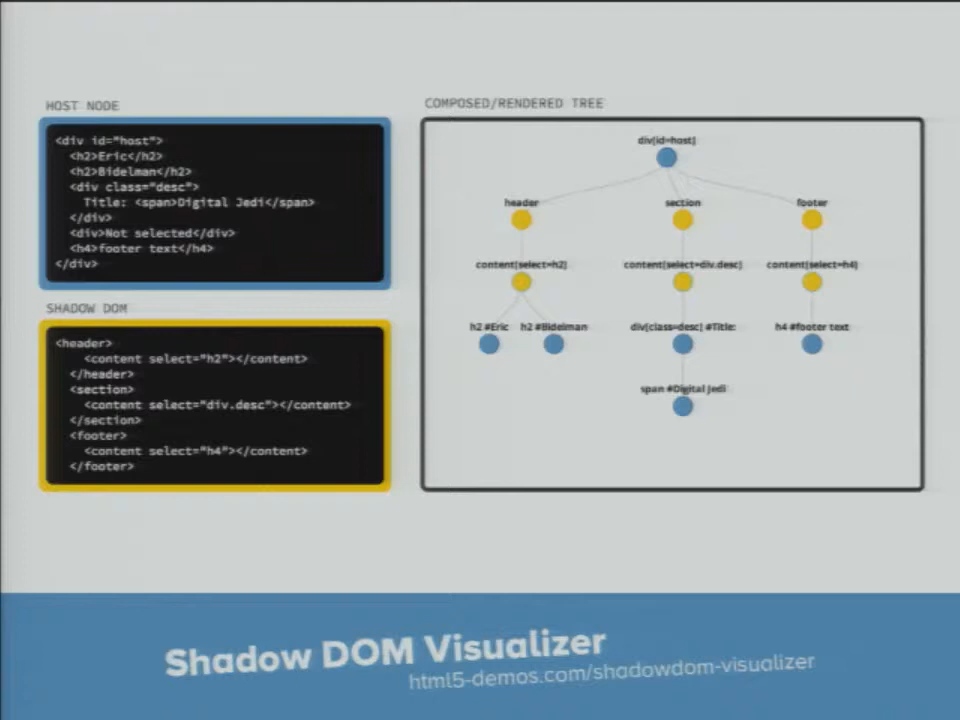 HOST NODE
<div id="host">
<h2>Eric</h2>
<h2>Bidelman</h2>
<div class="desc">
Title: <span>Digital Jedi</span>
</div>
<div>Not selected</div>
<h4>footer text</h4>
</div>
SHADOW DOM
<header>
<content select="h2"></content>
</header>
<section>
<content select="div.desc"></content>
</section>
<footer>
<content select="h4"></content>
</footer>
COMPOSED/RENDERED TREE
div[id=host]
header section footer
content[select=h2] content[select=div.desc] content[select=h4]
h2 #Eric h2 #Bidelman div[class=desc] #Title: h4 #footer text
span #Digital Jedi
Shadow DOM Visualizer
html5-demos.com/shadowdom-visualizer